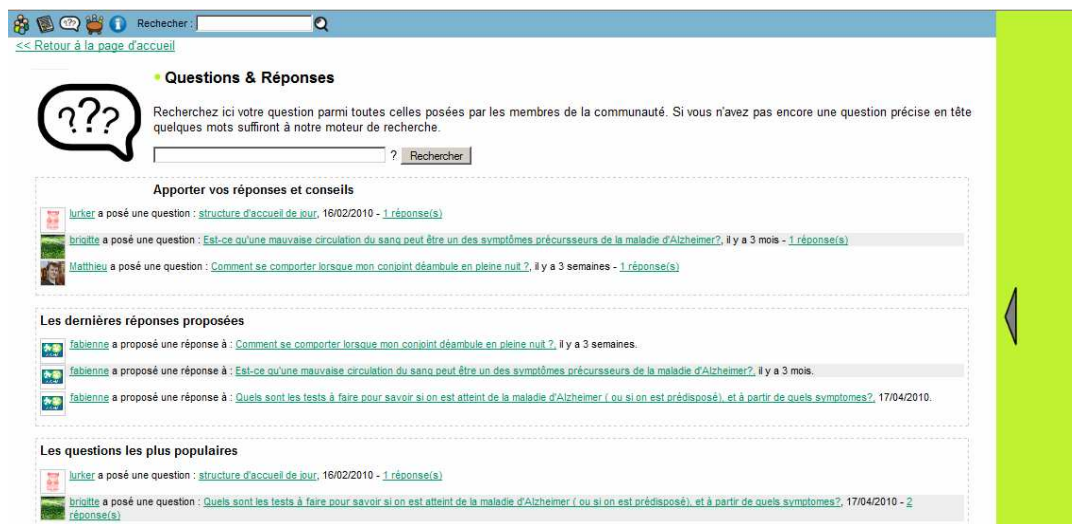 Rechecher :
<< Retour à la page d'accueil
• Questions & Réponses
???
Recherchez ici votre question parmi toutes celles posées par les membres de la communauté. Si vous n'avez pas encore une question précise en tête
quelques mots suffiront à notre moteur de recherche.
? Rechercher
Apporter vos réponses et conseils
lurker a posé une question : structure d'accueil de jour, 16/02/2010 - 1 réponse(s)
brigitte a posé une question : Est-ce qu'une mauvaise circulation du sang peut être un des symptômes précursseurs de la maladie d'Alzheimer?, il y a 3 mois - 1 réponse(s)
Matthieu a posé une question : Comment se comporter lorsque mon conjoint déambule en pleine nuit ?, il y a 3 semaines - 1 réponse(s)
Les dernières réponses proposées
fabienne a proposé une réponse à : Comment se comporter lorsque mon conjoint déambule en pleine nuit ?, il y a 3 semaines.
fabienne a proposé une réponse à : Est-ce qu'une mauvaise circulation du sang peut être un des symptômes précursseurs de la maladie d'Alzheimer?, il y a 3 mois.
fabienne a proposé une réponse à : Quels sont les tests à faire pour savoir si on est atteint de la maladie d'Alzheimer ( ou si on est prédisposé), et à partir de quels symptomes?, 17/04/2010.
Les questions les plus populaires
lurker a posé une question : structure d'accueil de jour, 16/02/2010 - 1 réponse(s)
brigitte a posé une question : Quels sont les tests à faire pour savoir si on est atteint de la maladie d'Alzheimer ( ou si on est prédisposé), et à partir de quels symptomes?, 17/04/2010 - 2
réponse(s)